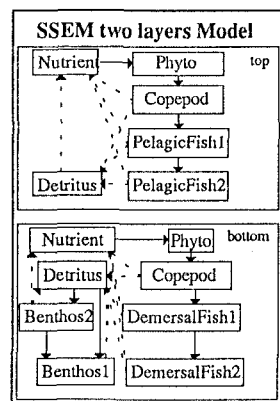 SSEM two layers Model
Nutrient Phyto top
Copepod
PelagicFish1
Detritus PelagicFish2
Nutrient Phyto bottom
Detritus Copepod
Benthos2 DemersalFish1
Benthos1 DemersalFish2